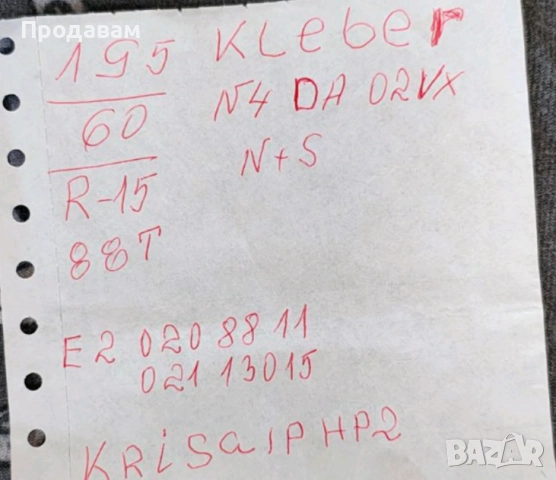 Продавам
195 Kleber
60 N4 DA 02VX
R-15 N+S
88T
E2 020 88 11
021 13015
KRiSalP HP2
BAZAR